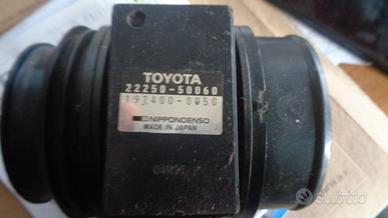 TOYOTA
22250-50060
197400-0050
NIPPONDENSO
MADE IN JAPAN
subito